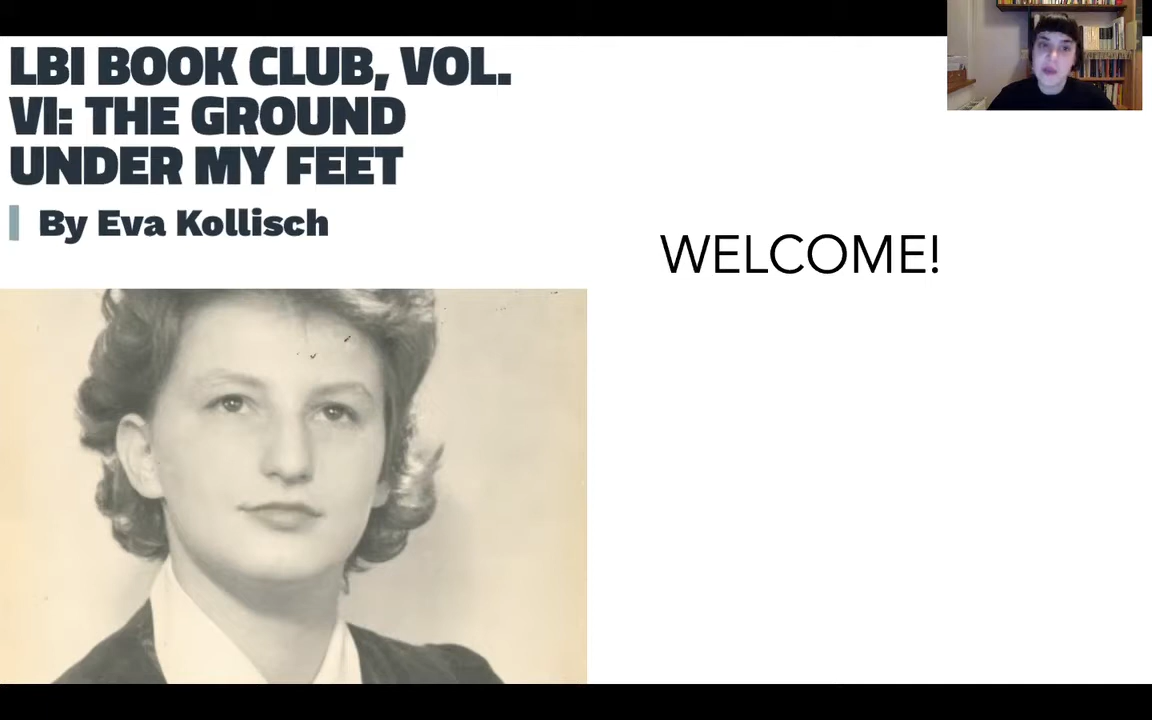 LBI BOOK CLUB, VOL.
VI: THE GROUND
UNDER MY FEET
By Eva Kollisch
WELCOME!